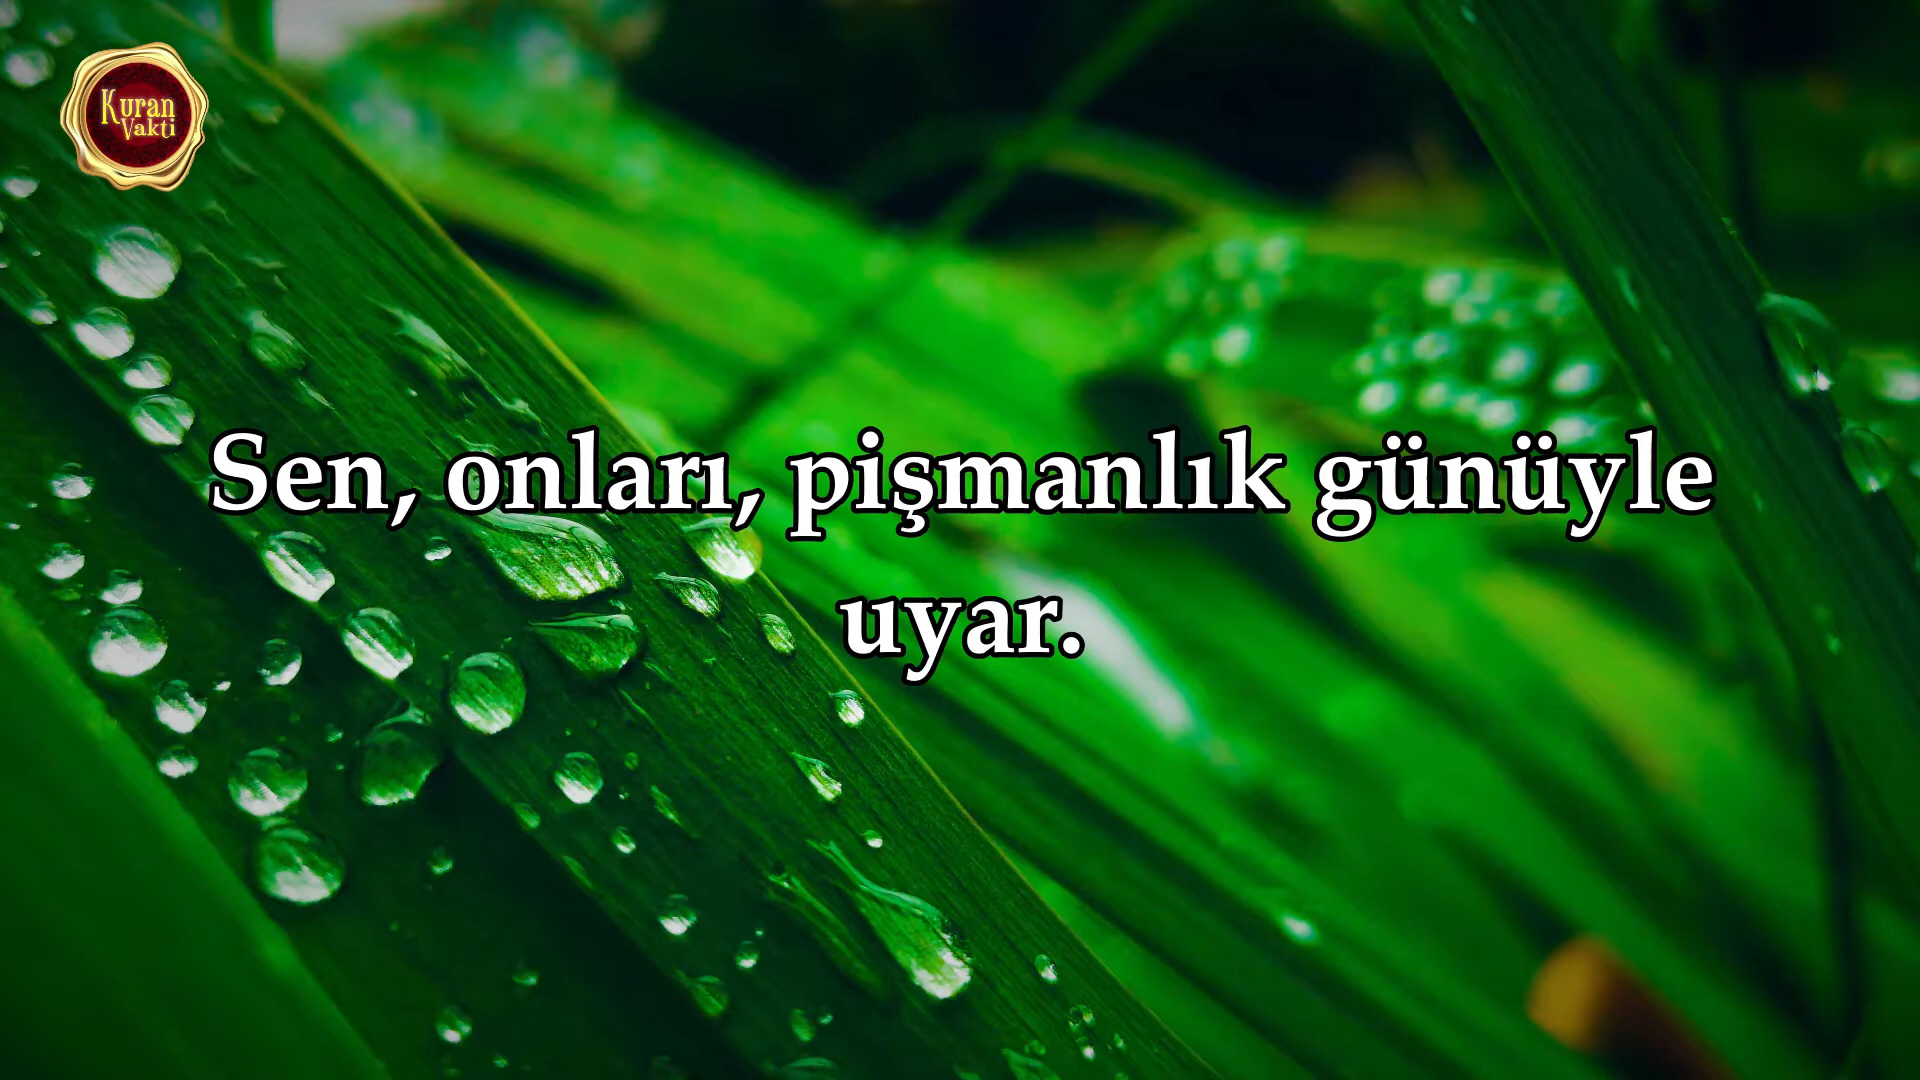 Kuran
Vakti
Sen, onları, pişmanlık günüyle
uyar.